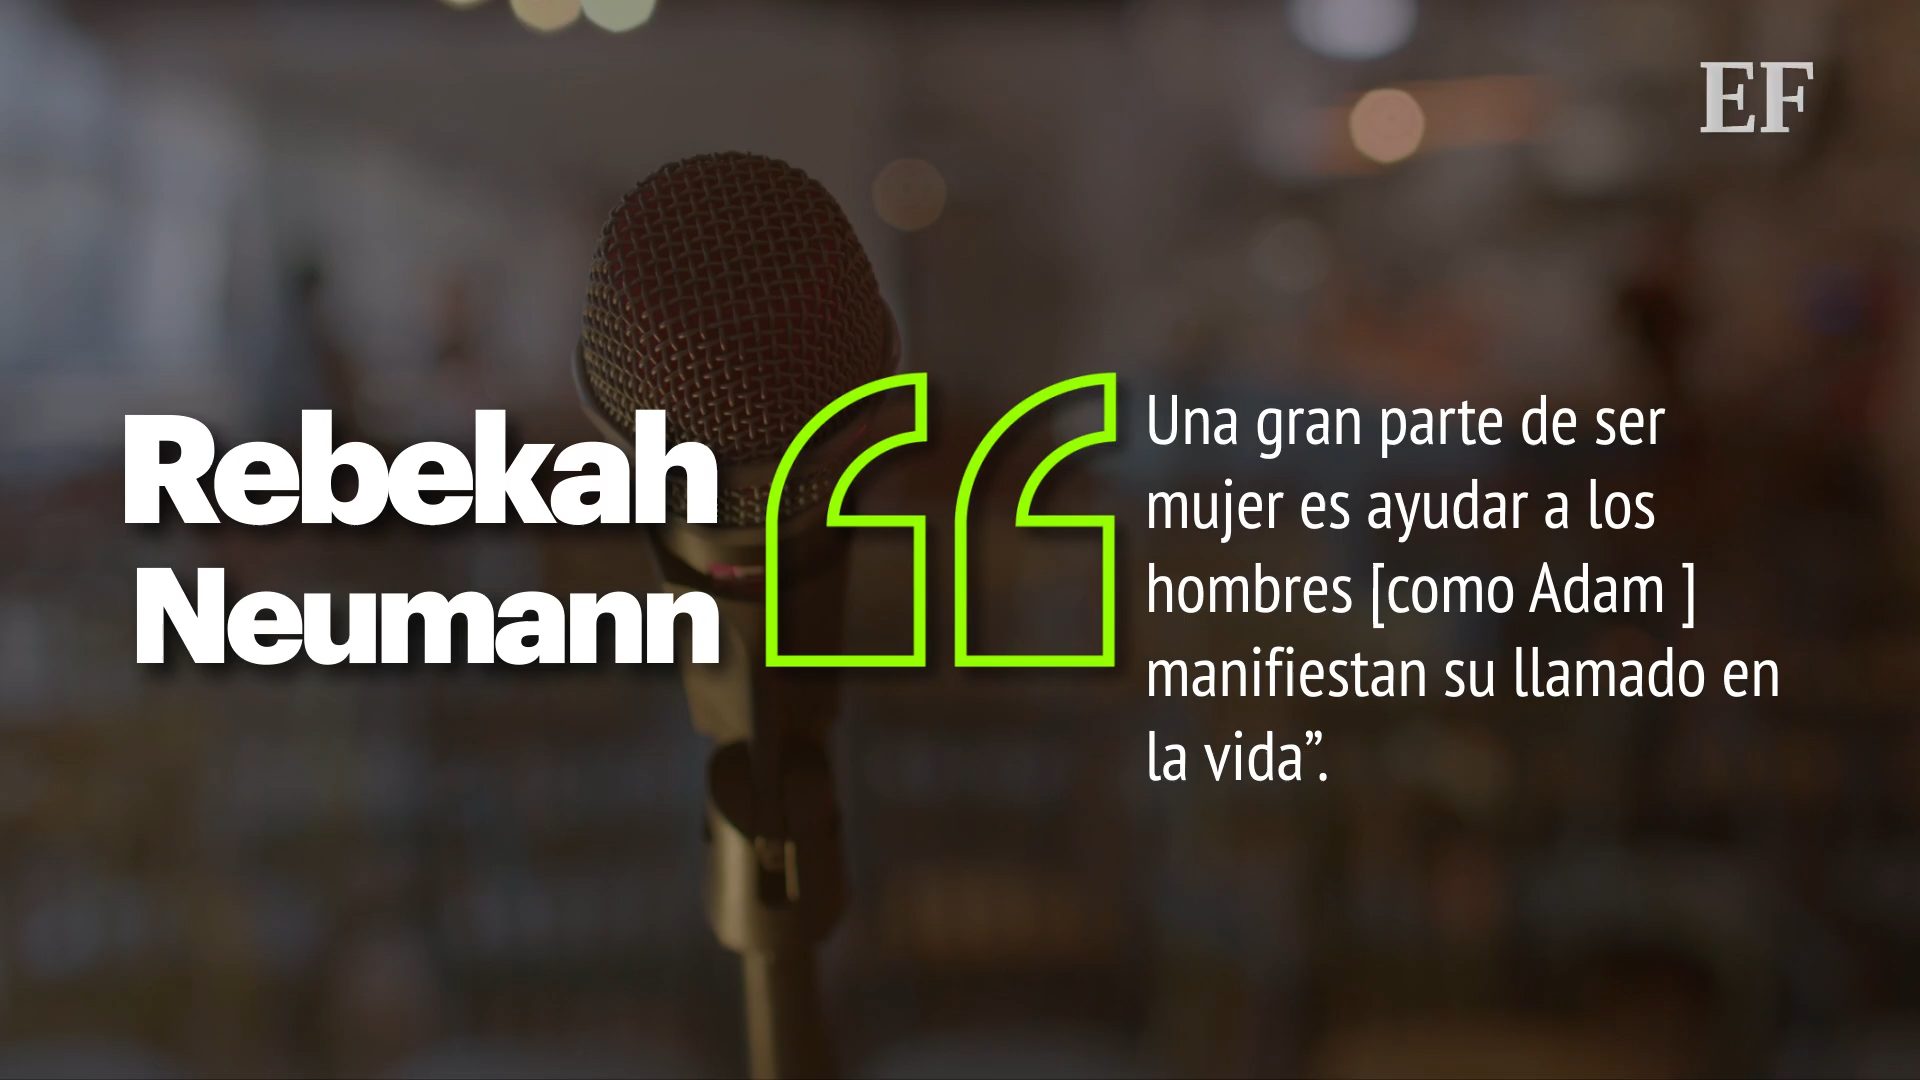 EF
Rebekah
Neumann
“
Una gran parte de ser
mujer es ayudar a los
hombres [como Adam ]
manifiestan su llamado en
la vida”.